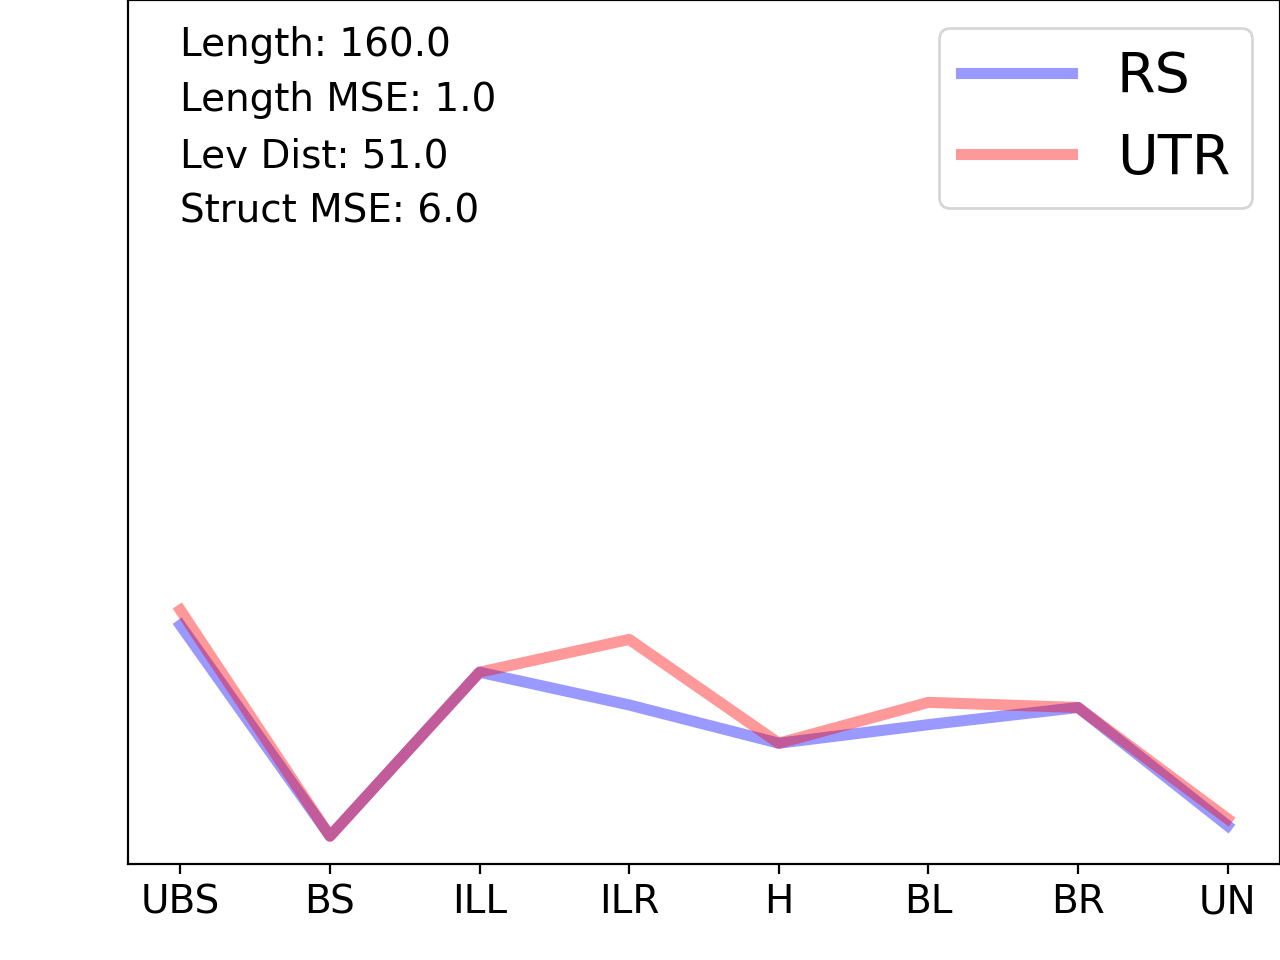 Length: 160.0
Length MSE: 1.0
Lev Dist: 51.0
Struct MSE: 6.0
RS
UTR
UBS BS ILL ILR H BL BR UN